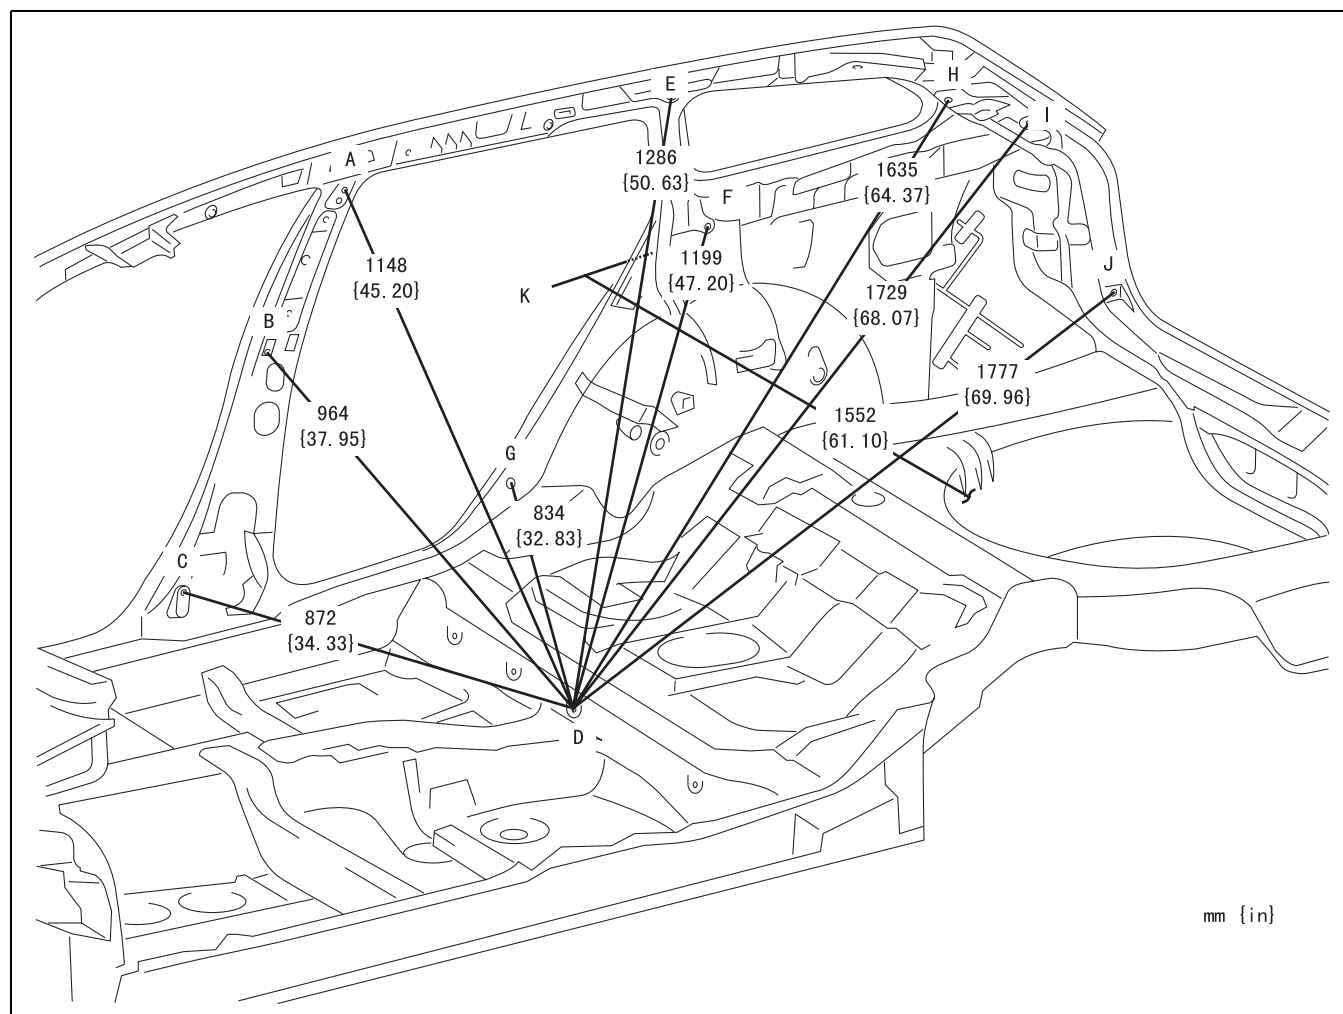 E
H
I
A
1286
{50. 63}
1635
{64. 37}
F
1148
{45. 20}
1199
{47. 20}
K
J
1729
{68. 07}
B
964
{37. 95}
1777
{69. 96}
1552
{61. 10}
G
834
{32. 83}
C
872
{34. 33}
D
mm {in}